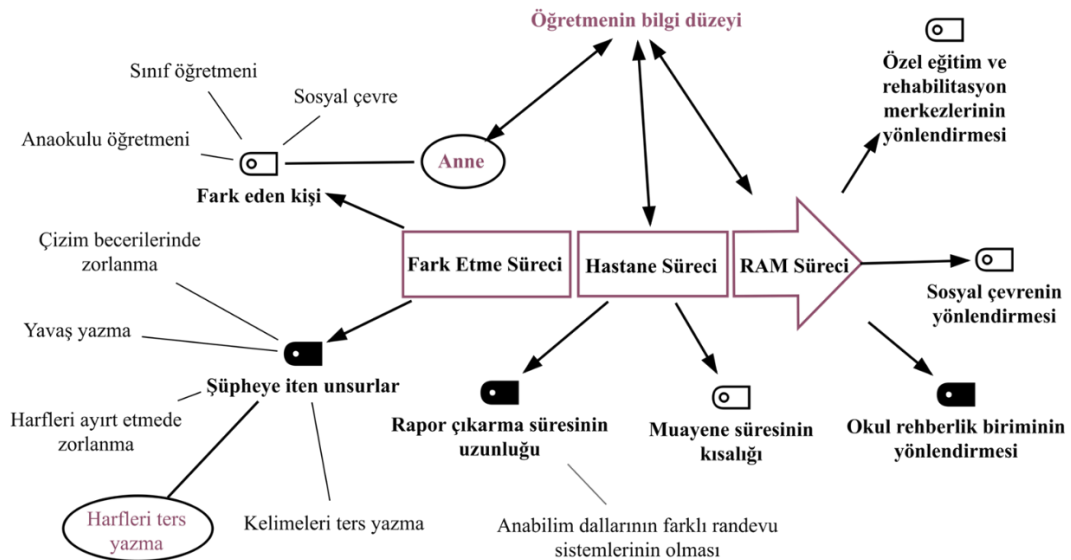 Öğretmenin bilgi düzeyi
Özel eğitim ve
rehabilitasyon
merkezlerinin
yönlendirmesi
Sınıf öğretmeni
Sosyal çevre
Anaokulu öğretmeni
Anne
Fark eden kişi
Çizim becerilerinde
zorlanma
Fark Etme Süreci
Hastane Süreci
RAM Süreci
Sosyal çevrenin
yönlendirmesi
Yavaş yazma
Şüpheye iten unsurlar
Harfleri ayırt etmede
zorlanma
Rapor çıkarma süresinin
uzunluğu
Muayene süresinin
kısalığı
Okul rehberlik biriminin
yönlendirmesi
Harfleri ters
yazma
Kelimeleri ters yazma
Anabilim dallarının farklı randevu
sistemlerinin olması